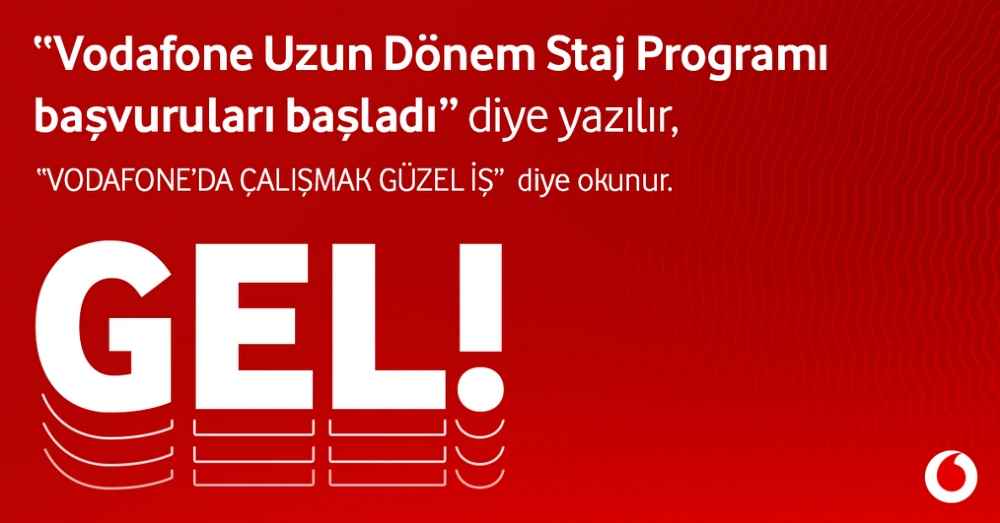 “Vodafone Uzun Dönem Staj Programı
başvuruları başladı” diye yazılır,
“VODAFONE’DA ÇALIŞMAK GÜZEL İŞ” diye okunur.
GEL!